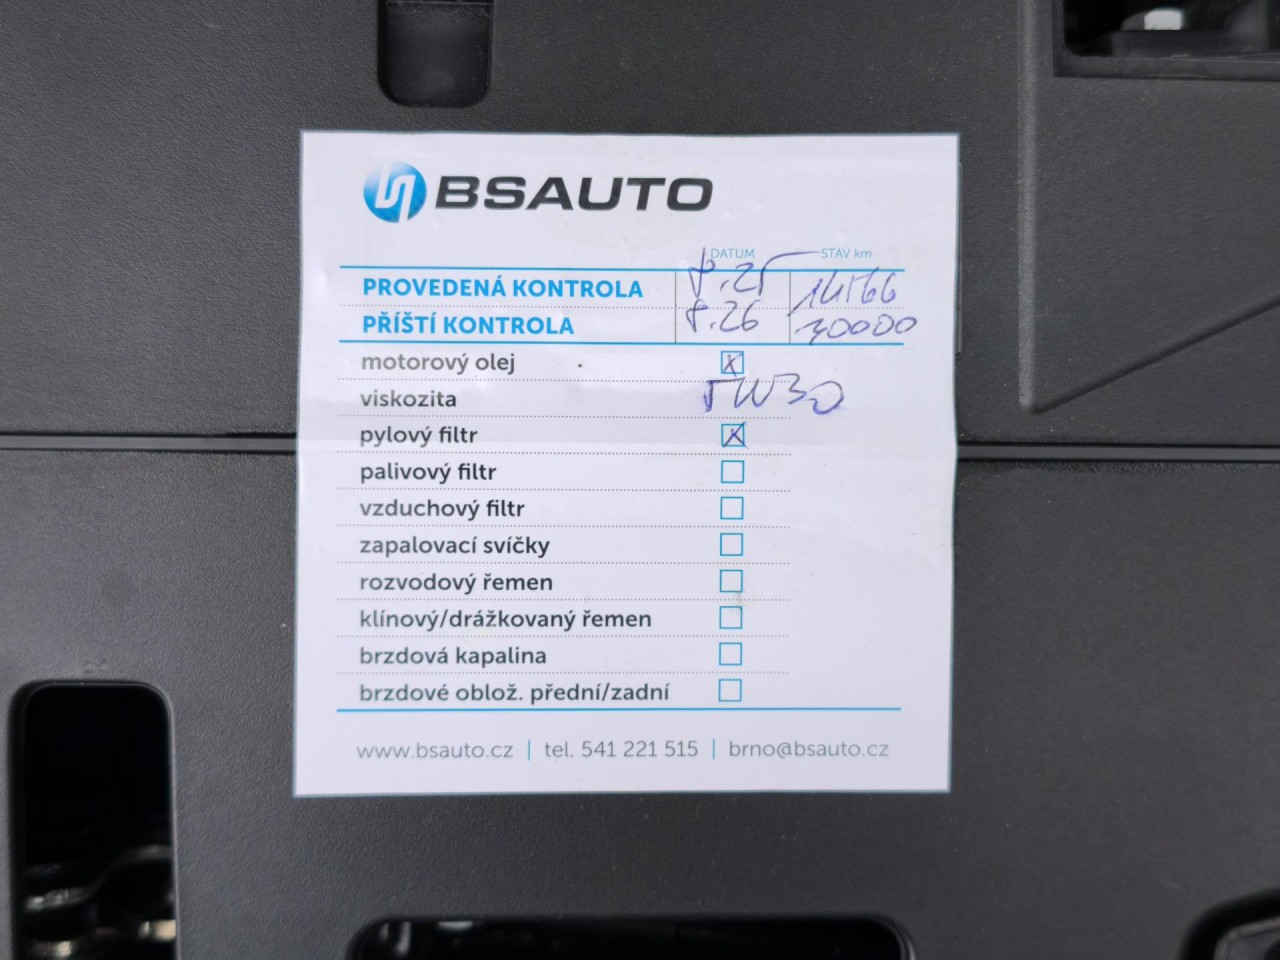 BSAUTO
DATUM STAV km
PROVEDENÁ KONTROLA 8.25 14566
PŘÍŠTÍ KONTROLA 8.26 30000
motorový olej X
viskozita 5W30
pylový filtr X
palivový filtr
vzduchový filtr
zapalovací svíčky
rozvodový řemen
klínový/drážkovaný řemen
brzdová kapalina
brzdové oblož. přední/zadní
www.bsauto.cz | tel. 541 221 515 | brno@bsauto.cz